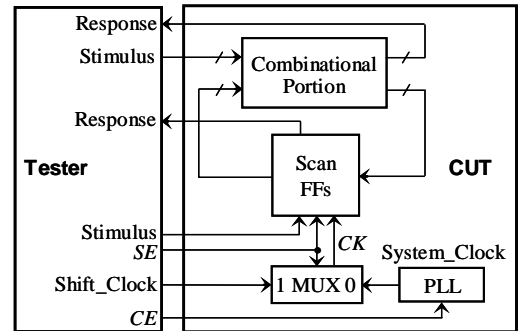 Response
Stimulus
Combinational
Portion
Response
Tester
Scan
FFs
CUT
Stimulus
SE
CK
System_Clock
Shift_Clock
1 MUX 0
PLL
CE